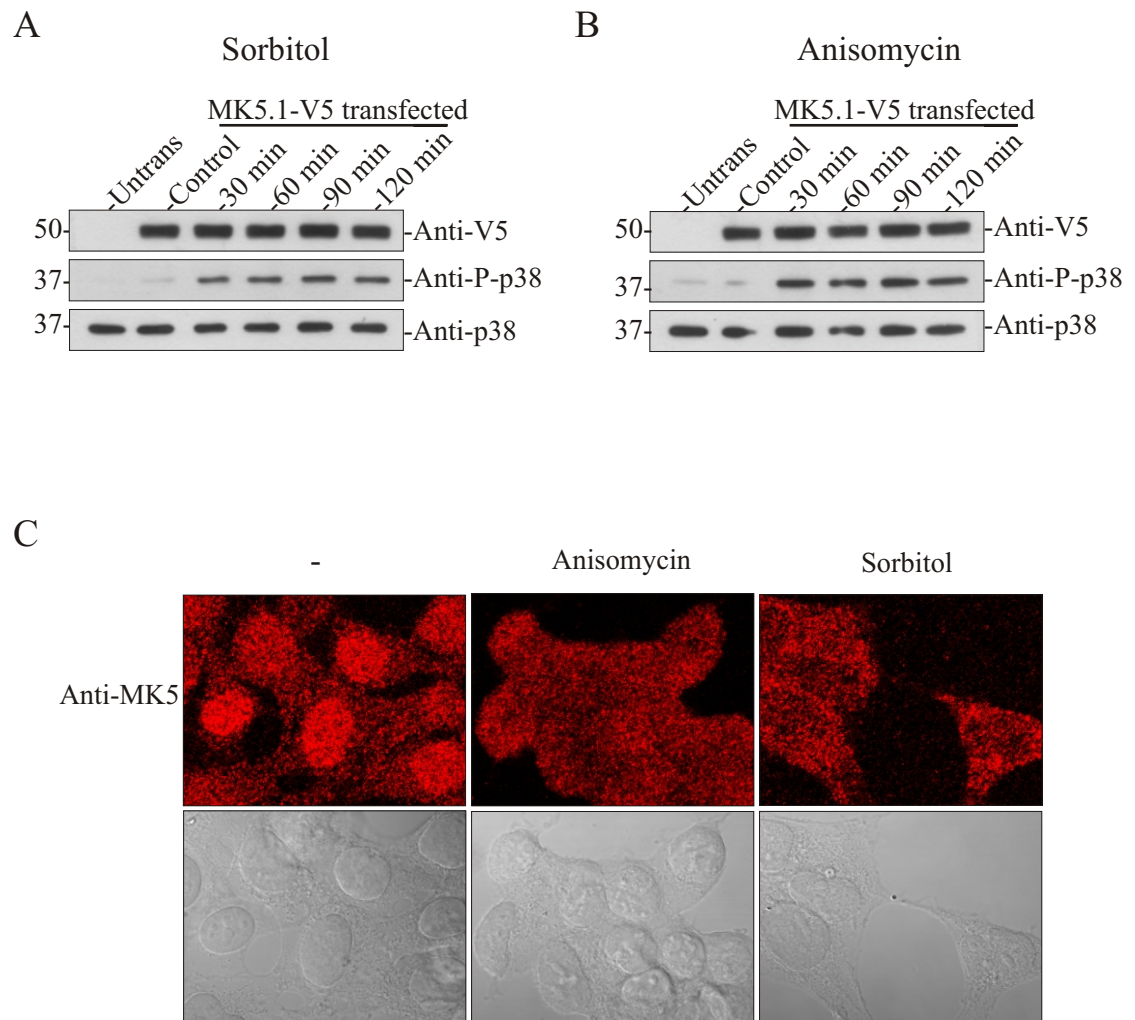 A
Sorbitol
MK5.1-V5 transfected
-Untrans
-Control
-30 min
-60 min
-90 min
-120 min
50-
-Anti-V5
37-
-Anti-P-p38
37-
-Anti-p38
B
Anisomycin
MK5.1-V5 transfected
-Untrans
-Control
-30 min
-60 min
-90 min
-120 min
50-
-Anti-V5
37-
-Anti-P-p38
37-
-Anti-p38
C
-
Anisomycin
Sorbitol
Anti-MK5